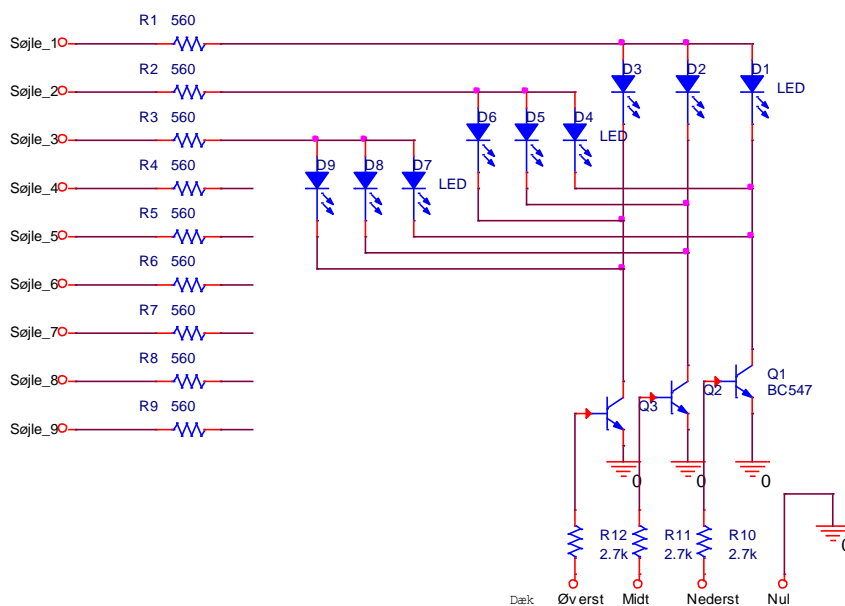 R1 560
Søjle_1
R2 560
Søjle_2
R3 560
Søjle_3
R4 560
Søjle_4
R5 560
Søjle_5
R6 560
Søjle_6
R7 560
Søjle_7
R8 560
Søjle_8
R9 560
Søjle_9
D3 D2 D1
LED
D6 D5 D4
LED
D9 D8 D7
LED
Q3 Q2 Q1
BC547
0 0 0
0
R12 R11 R10
2.7k 2.7k 2.7k
Dæk Øverst Midt Nederst Nul